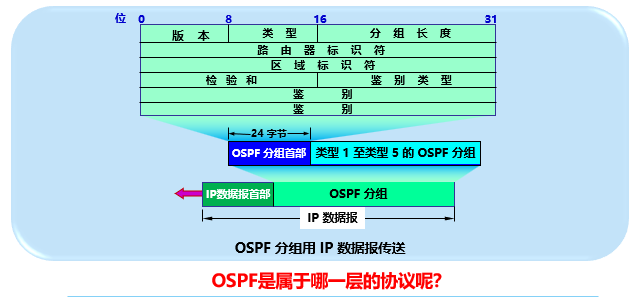 位 0 8 16 31
版 本 类 型 分 组 长 度
路 由 器 标 识 符
区 域 标 识 符
检 验 和 鉴 别 类 型
鉴 别
鉴 别
24 字节
OSPF 分组首部 类型 1 至类型 5 的 OSPF 分组
IP数据报首部 OSPF 分组
IP 数据报
OSPF 分组用 IP 数据报传送
OSPF是属于哪一层的协议呢?